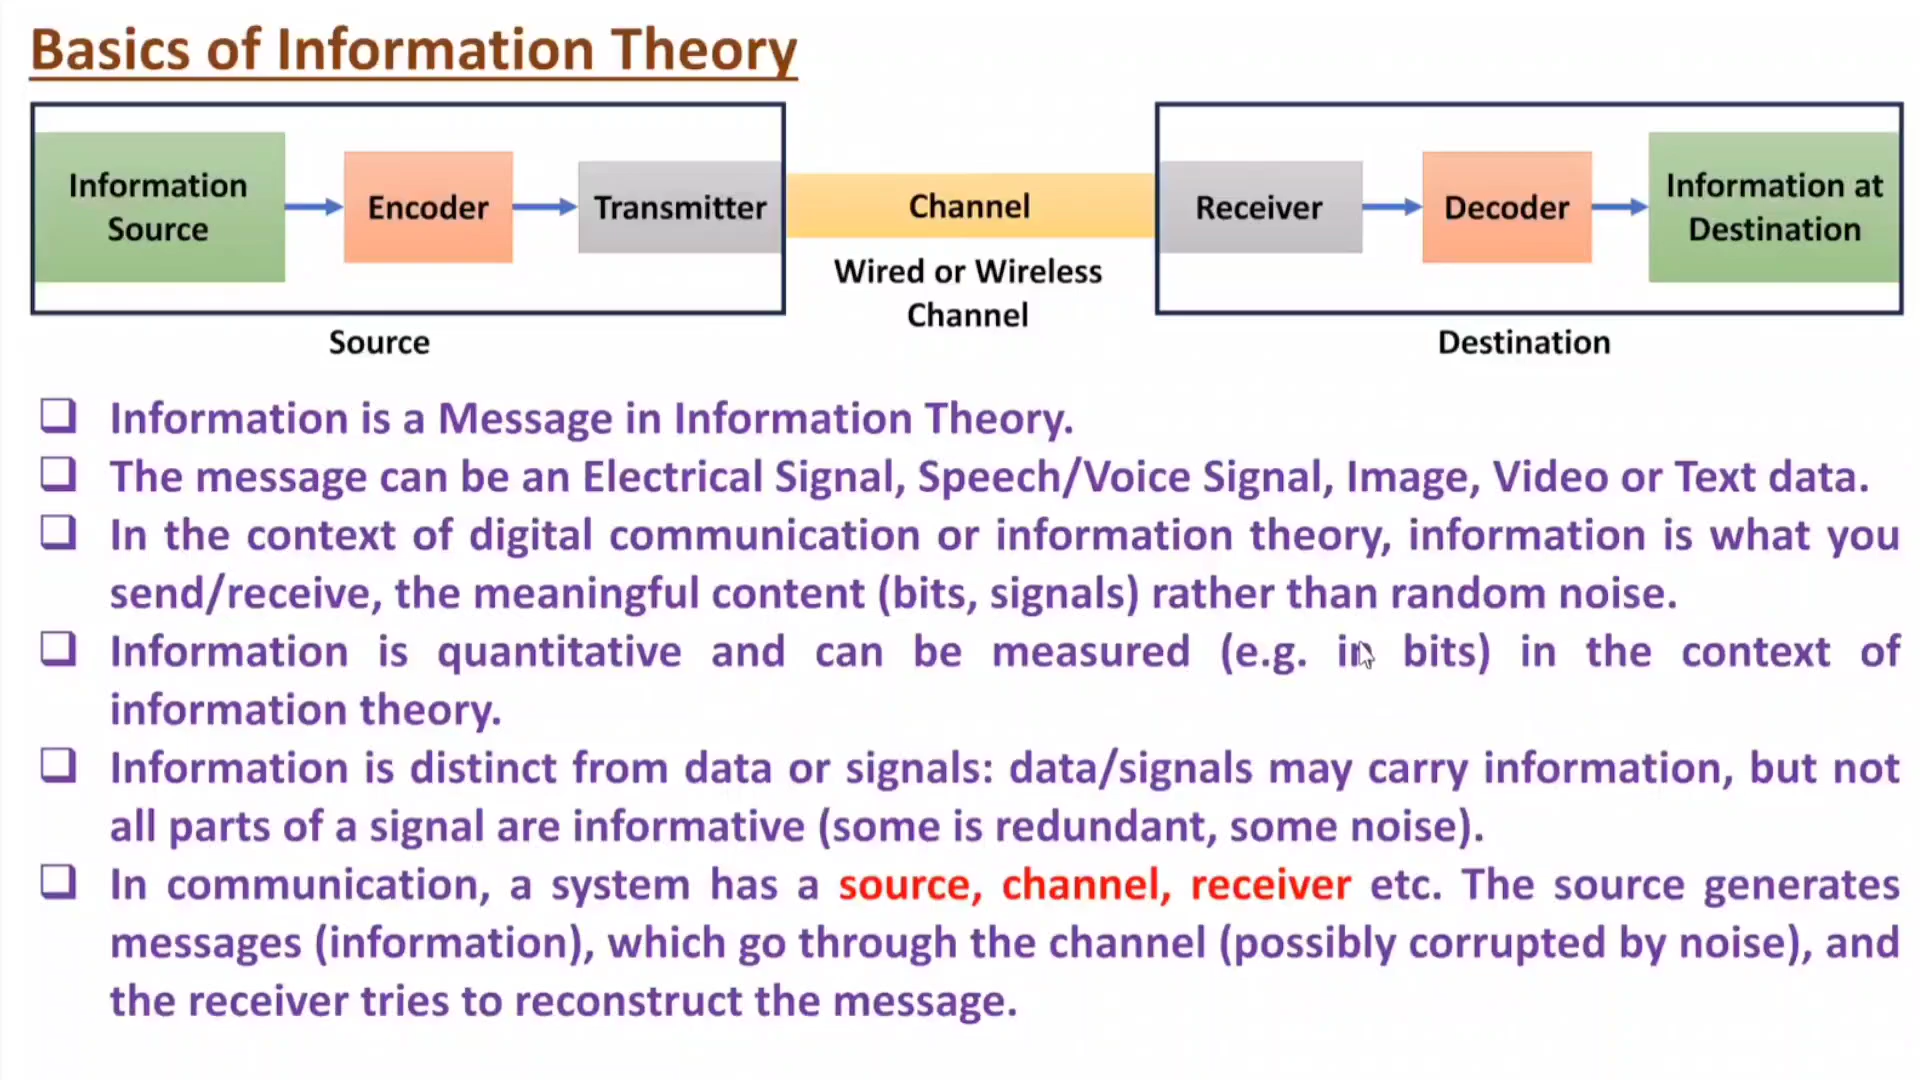 Basics of Information Theory
Information
Source
Encoder
Transmitter
Channel
Receiver
Decoder
Information at
Destination
Wired or Wireless
Channel
Source
Destination
Information is a Message in Information Theory.
The message can be an Electrical Signal, Speech/Voice Signal, Image, Video or Text data.
In the context of digital communication or information theory, information is what you
send/receive, the meaningful content (bits, signals) rather than random noise.
Information is quantitative and can be measured (e.g. in bits) in the context of
information theory.
Information is distinct from data or signals: data/signals may carry information, but not
all parts of a signal are informative (some is redundant, some noise).
In communication, a system has a source, channel, receiver etc. The source generates
messages (information), which go through the channel (possibly corrupted by noise), and
the receiver tries to reconstruct the message.